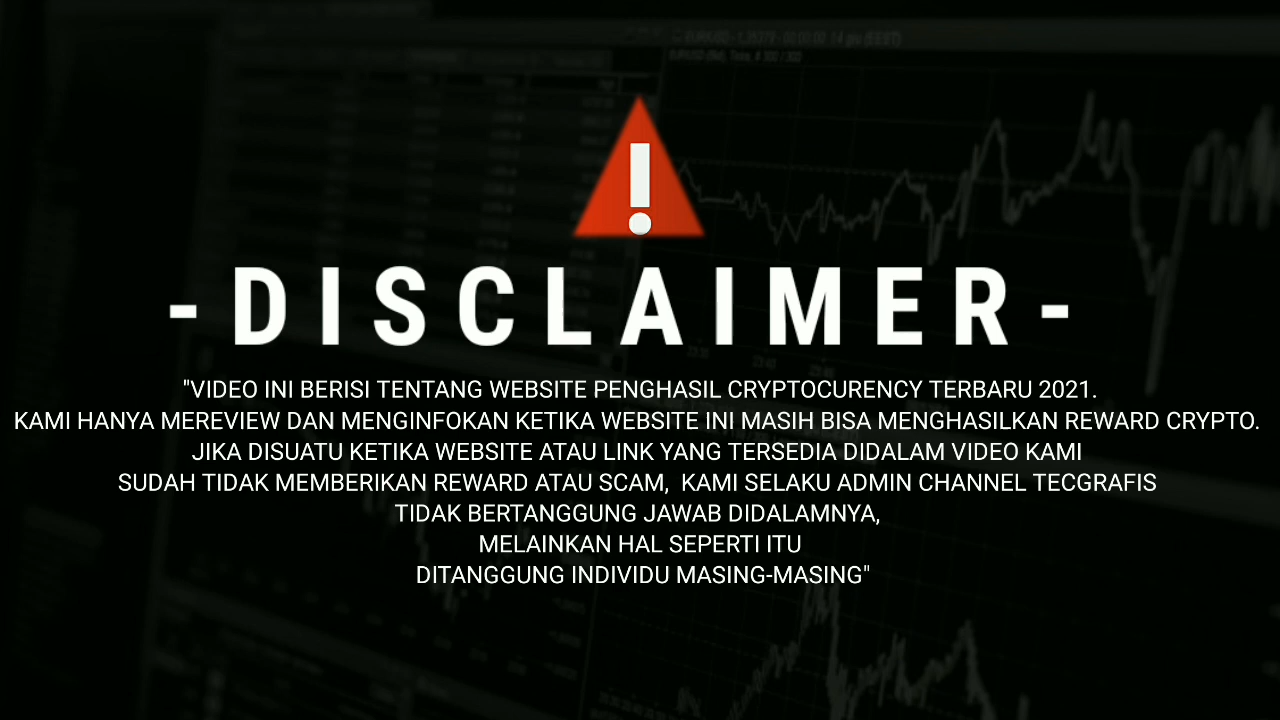 !
- DISCLAIMER -
"VIDEO INI BERISI TENTANG WEBSITE PENGHASIL CRYPTOCURENCY TERBARU 2021.
KAMI HANYA MEREVIEW DAN MENGINFOKAN KETIKA WEBSITE INI MASIH BISA MENGHASILKAN REWARD CRYPTO.
JIKA DISUATU KETIKA WEBSITE ATAU LINK YANG TERSEDIA DIDALAM VIDEO KAMI
SUDAH TIDAK MEMBERIKAN REWARD ATAU SCAM, KAMI SELAKU ADMIN CHANNEL TECGRAFIS
TIDAK BERTANGGUNG JAWAB DIDALAMNYA,
MELAINKAN HAL SEPERTI ITU
DITANGGUNG INDIVIDU MASING-MASING"